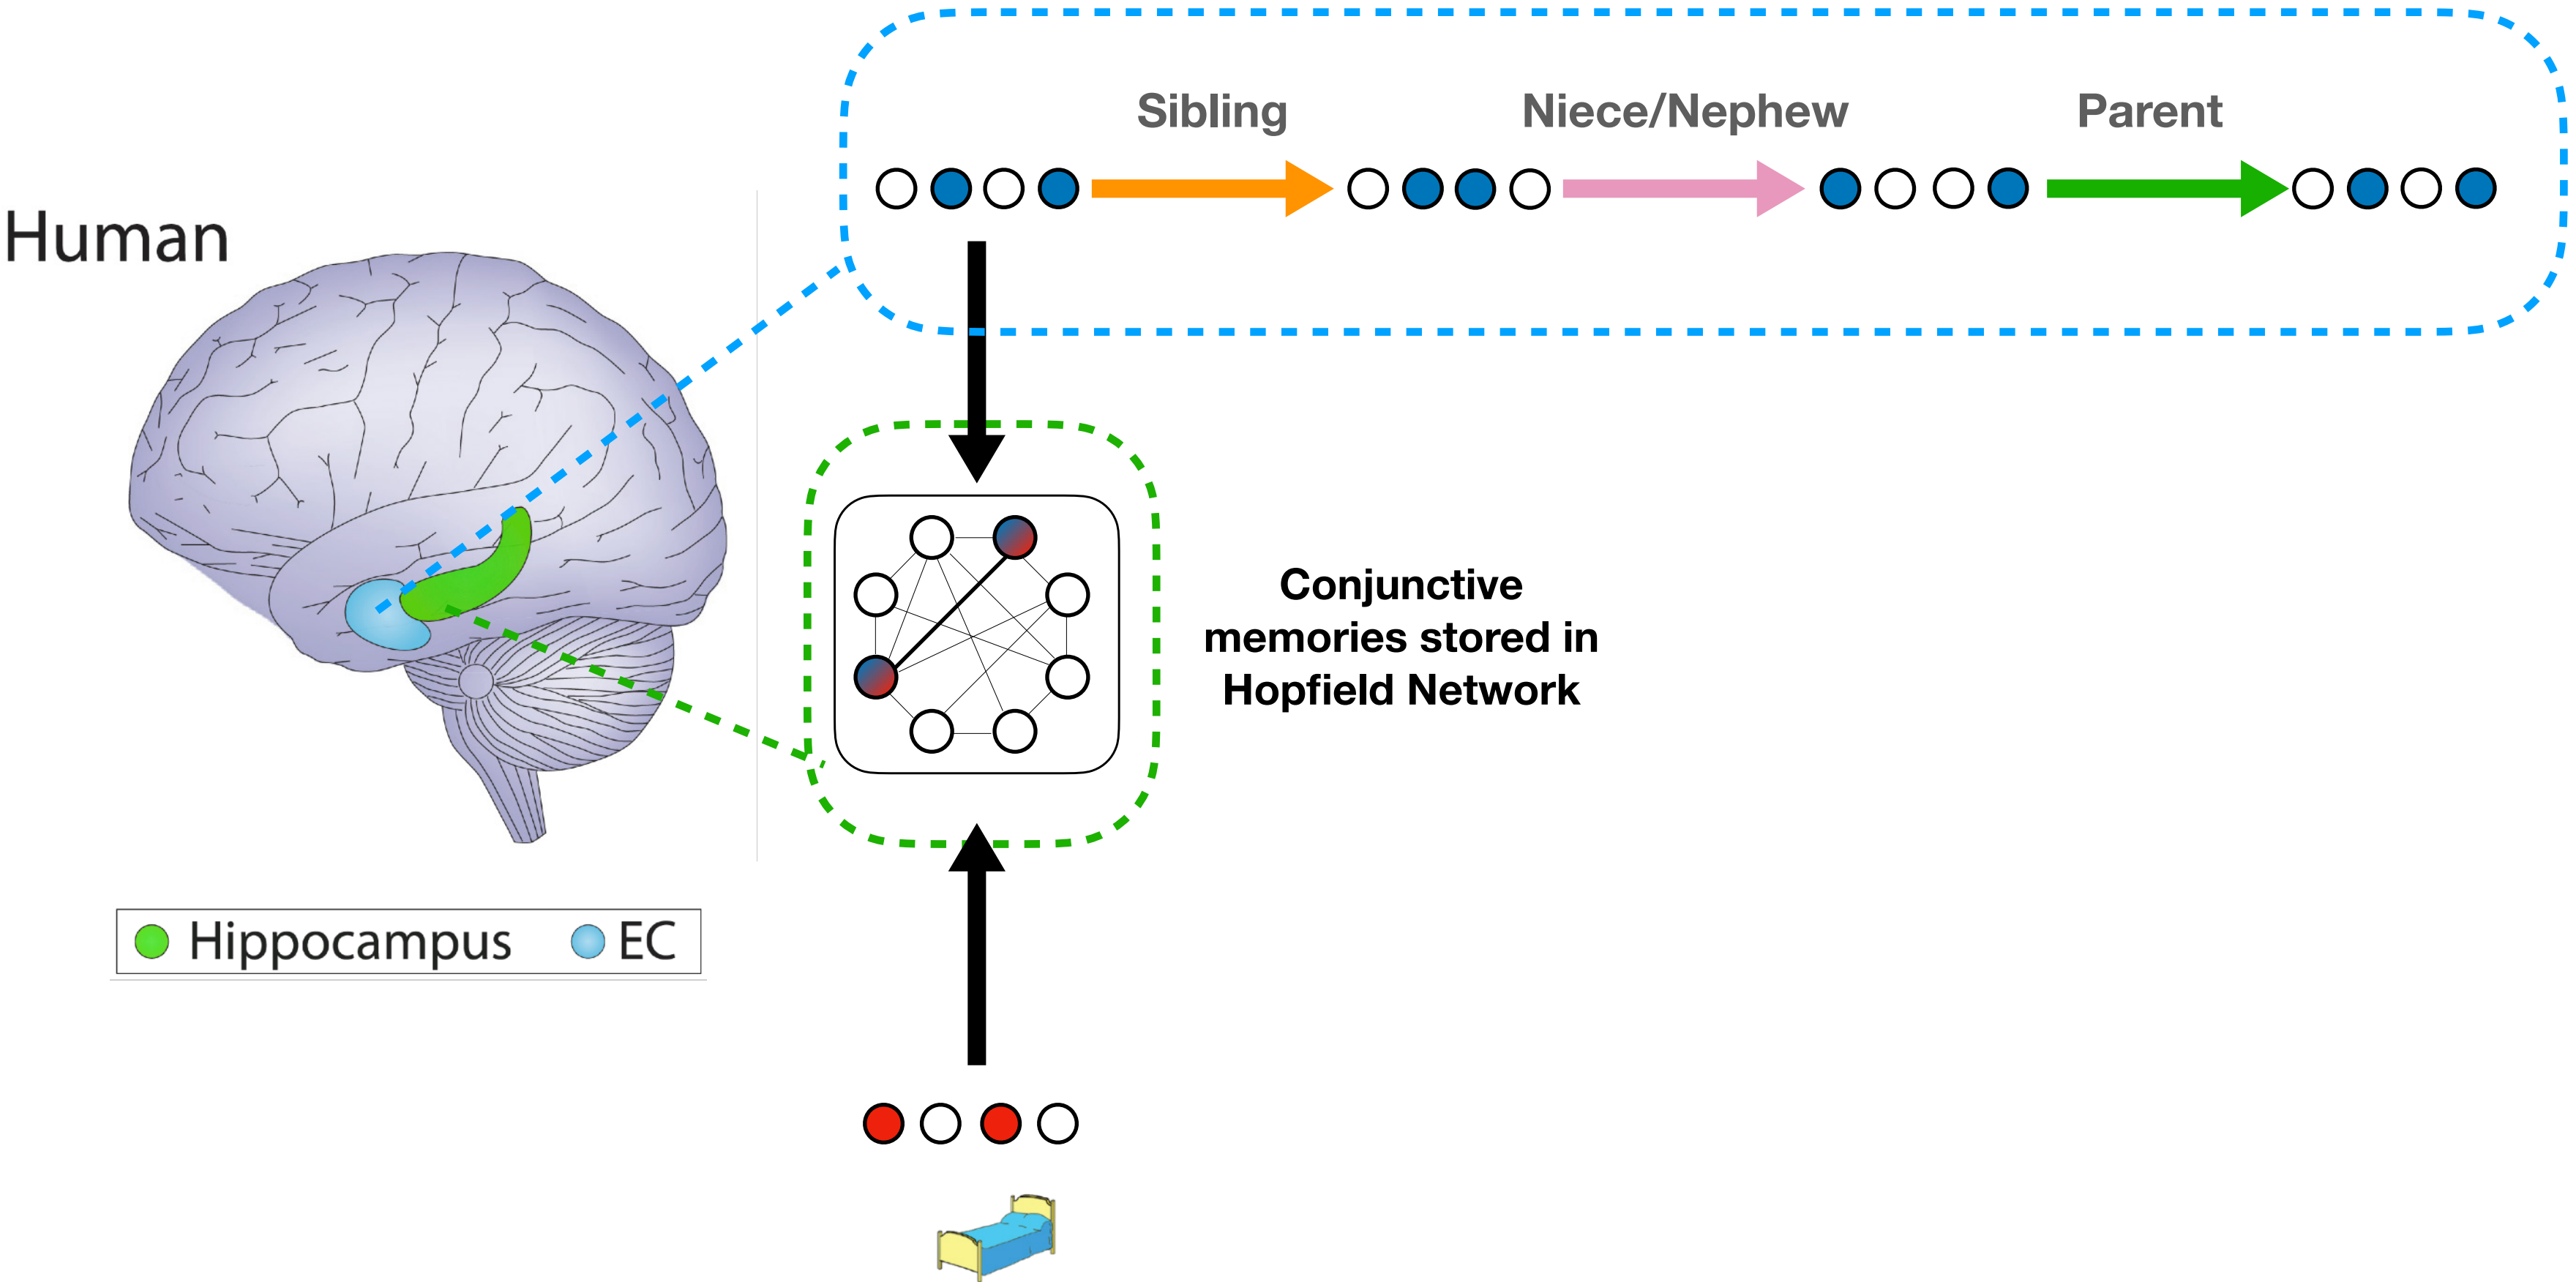 Human
Sibling
Niece/Nephew
Parent
Conjunctive
memories stored in
Hopfield Network
Hippocampus
EC